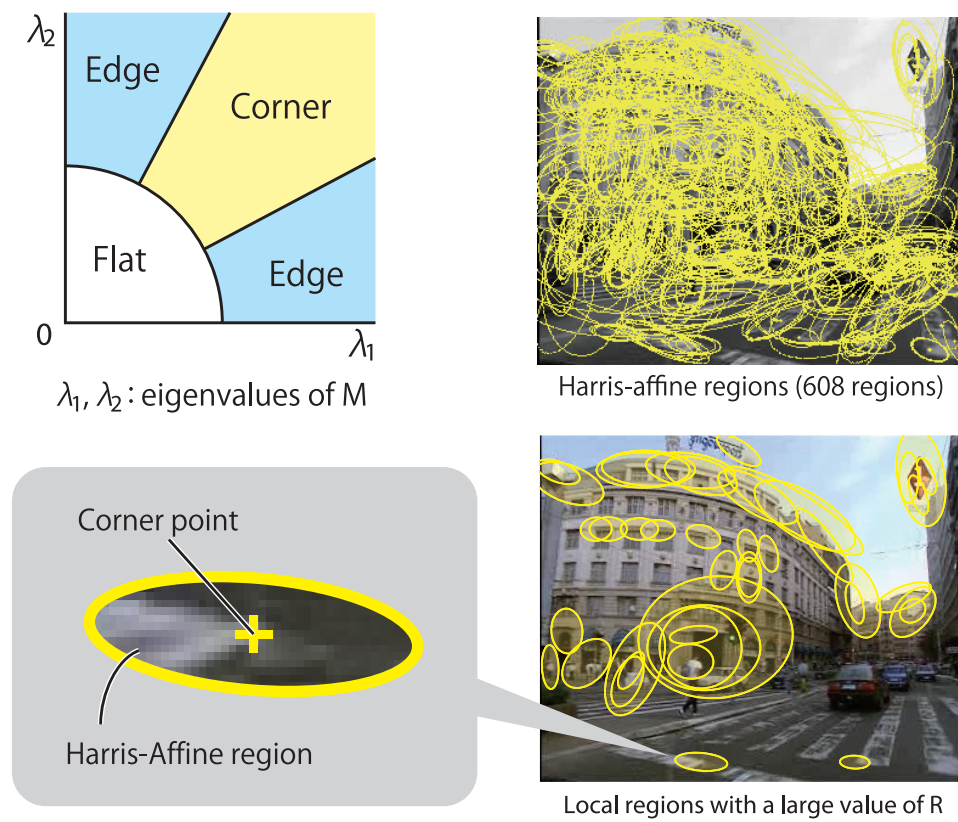 λ2
Edge
Corner
Flat
Edge
0
λ1
λ1, λ2 : eigenvalues of M
Harris-affine regions (608 regions)
Corner point
Harris-Affine region
Local regions with a large value of R